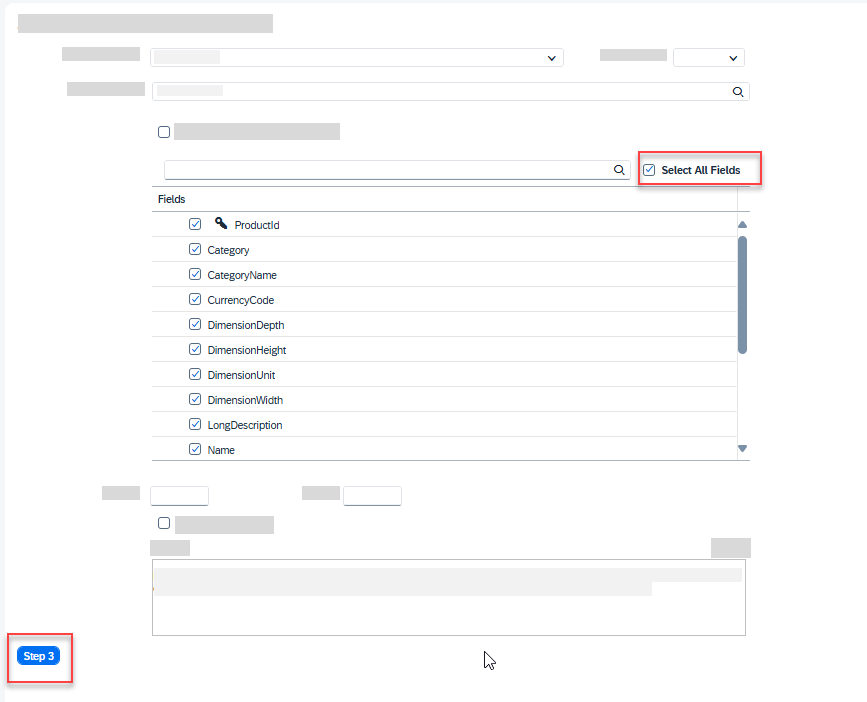 Select All Fields
Fields
ProductId
Category
CategoryName
CurrencyCode
DimensionDepth
DimensionHeight
DimensionUnit
DimensionWidth
LongDescription
Name
Step 3